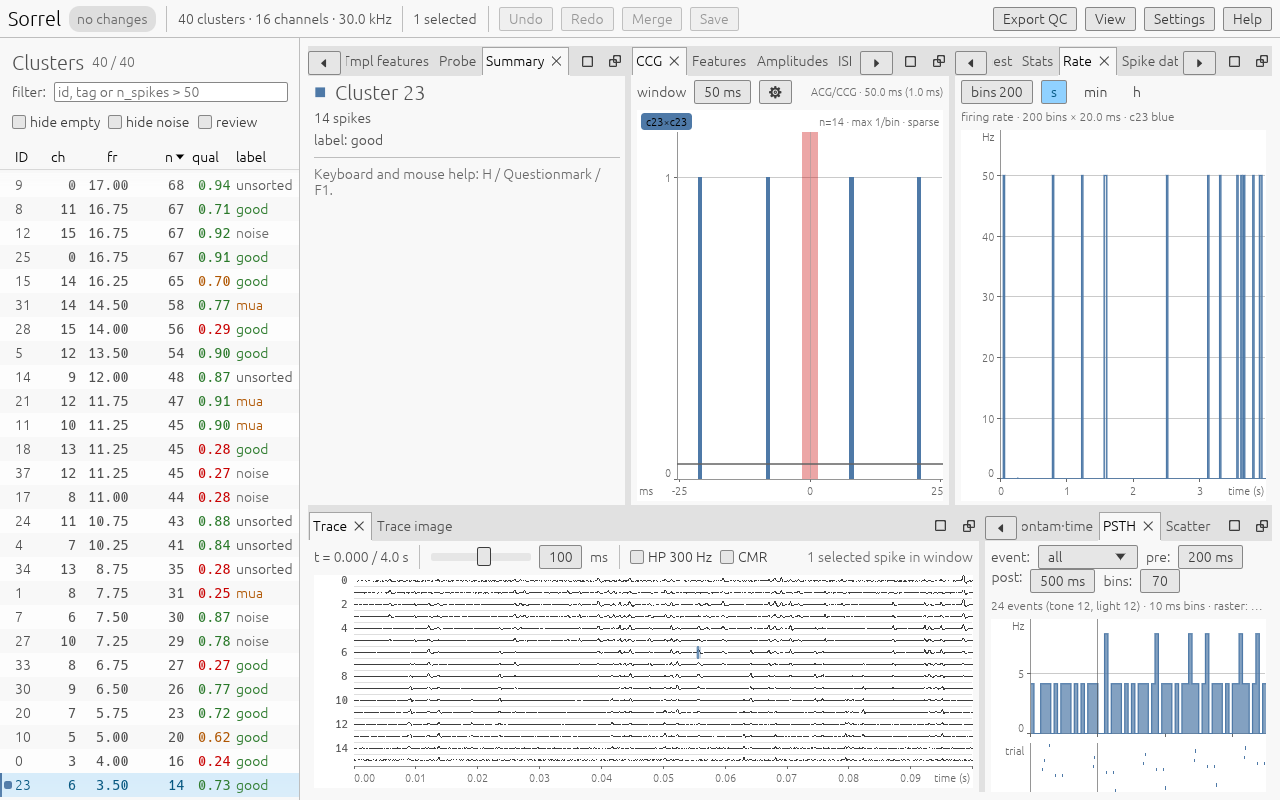 Sorrel no changes 40 clusters · 16 channels · 30.0 kHz 1 selected Undo Redo Merge Save Export QC View Settings Help
Clusters 40 / 40
filter: id, tag or n_spikes > 50
hide empty hide noise review
ID ch fr n qual label
9 0 17.00 68 0.94 unsorted
8 11 16.75 67 0.71 good
12 15 16.75 67 0.92 noise
25 0 16.75 67 0.91 good
15 14 16.25 65 0.70 good
31 14 14.50 58 0.77 mua
28 15 14.00 56 0.29 good
5 12 13.50 54 0.90 good
14 9 12.00 48 0.87 unsorted
21 12 11.75 47 0.91 mua
11 10 11.25 45 0.90 mua
18 13 11.25 45 0.28 good
37 12 11.25 45 0.27 noise
17 8 11.00 44 0.28 noise
24 11 10.75 43 0.88 unsorted
4 7 10.25 41 0.84 unsorted
34 13 8.75 35 0.28 unsorted
1 8 7.75 31 0.25 mua
7 6 7.50 30 0.87 noise
27 10 7.25 29 0.78 noise
33 8 6.75 27 0.27 good
30 9 6.50 26 0.77 good
20 7 5.75 23 0.72 good
10 5 5.00 20 0.62 good
0 3 4.00 16 0.24 good
23 6 3.50 14 0.73 good
Tmpl features Probe Summary
Cluster 23
14 spikes
label: good
Keyboard and mouse help: H / Questionmark /
F1.
CCG Features Amplitudes ISI
window 50 ms ACG/CCG · 50.0 ms (1.0 ms)
c23×c23 n=14 · max 1/bin · sparse
1
0
ms -25 0 25
est Stats Rate Spike dat
bins 200 s min h
firing rate · 200 bins × 20.0 ms · c23 blue
Hz
50
40
30
20
10
0
0 1 2 3 time (s)
Trace Trace image
t = 0.000 / 4.0 s 100 ms HP 300 Hz CMR 1 selected spike in window
0
2
4
6
8
10
12
14
0.00 0.01 0.02 0.03 0.04 0.05 0.06 0.07 0.08 0.09 time (s)
ontam·time PSTH Scatter
event: all pre: 200 ms
post: 500 ms bins: 70
24 events (tone 12, light 12) · 10 ms bins · raster: …
Hz
5
0
trial